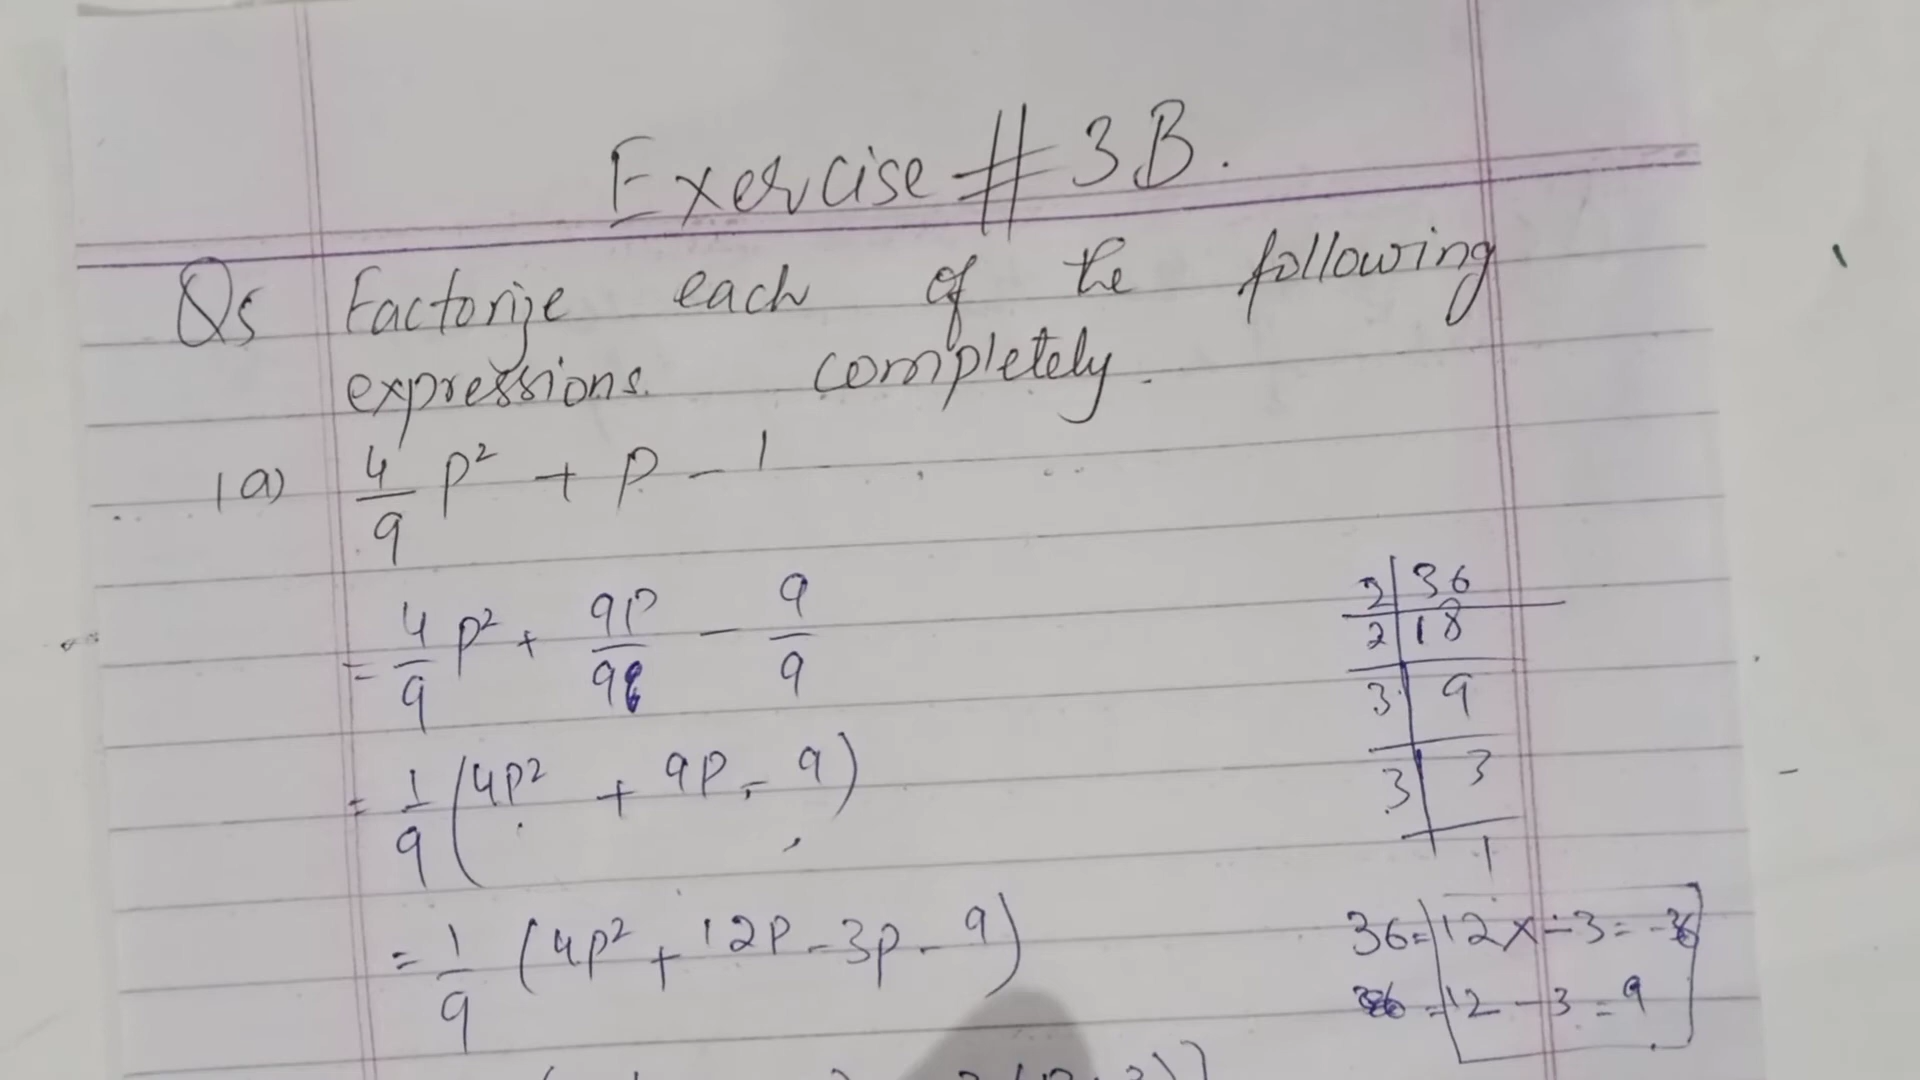 Exercise # 3B.
Q5 Factorize each of the following
expressions. completely.
(a) 4/9 p² + p - 1
= 4/9 p² + 9p/9 - 9/9
= 1/9 (4p² + 9p - 9)
= 1/9 (4p² + 12p - 3p - 9)
2 | 36
2 | 18
3 | 9
3 | 3
1
36 = 12 x -3 = -36
36 = 12 - 3 = 9